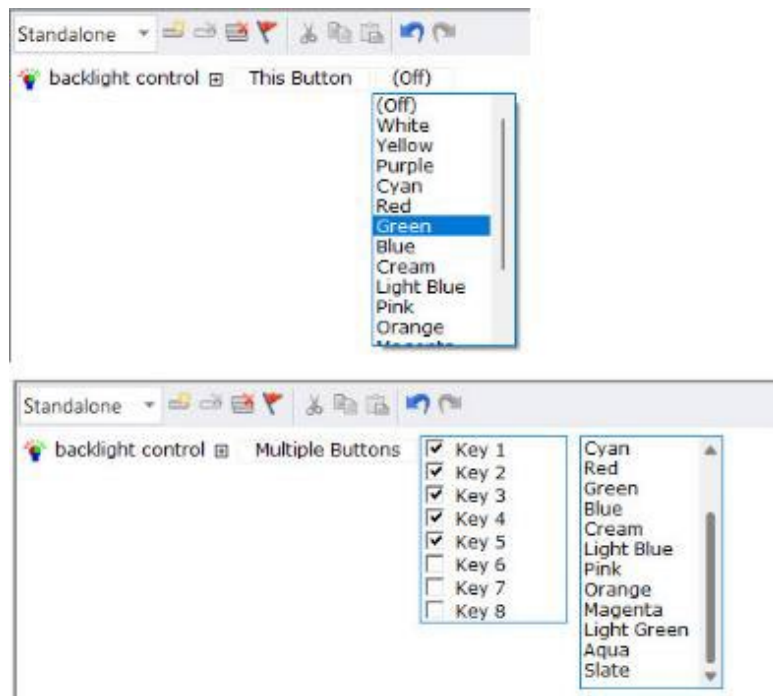 Standalone
backlight control This Button (Off)
(Off)
White
Yellow
Purple
Cyan
Red
Green
Blue
Cream
Light Blue
Pink
Orange
Magenta
Standalone
backlight control Multiple Buttons
Key 1
Key 2
Key 3
Key 4
Key 5
Key 6
Key 7
Key 8
Cyan
Red
Green
Blue
Cream
Light Blue
Pink
Orange
Magenta
Light Green
Aqua
Slate